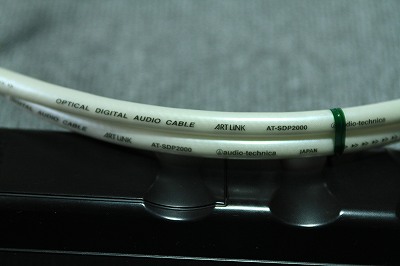 OPTICAL DIGITAL AUDIO CABLE ART LINK AT-SDP2000 audio-technica
AUDIO CABLE ART LINK AT-SDP2000 audio-technica JAPAN